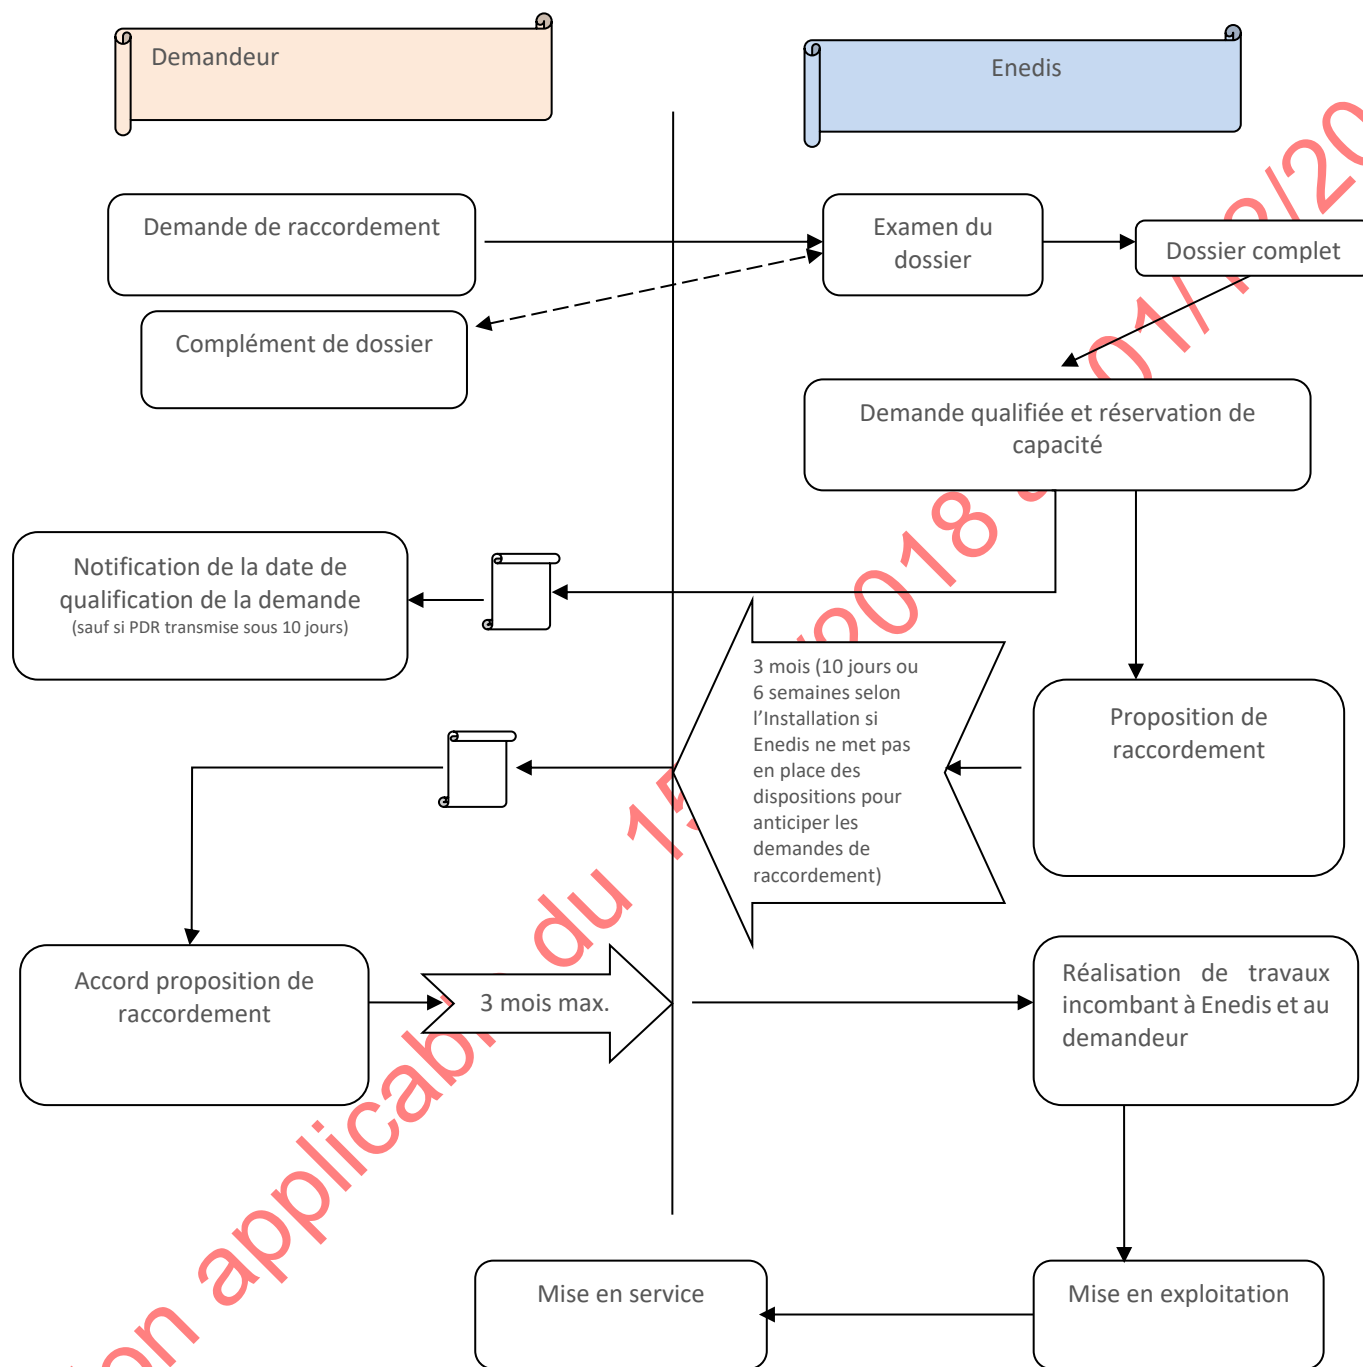 Demandeur
Enedis
Demande de raccordement
Examen du
dossier
Dossier complet
Complément de dossier
Demande qualifiée et réservation de
capacité
Notification de la date de
qualification de la demande
(sauf si PDR transmise sous 10 jours)
3 mois (10 jours ou
6 semaines selon
l’Installation si
Enedis ne met pas
en place des
dispositions pour
anticiper les
demandes de
raccordement)
Proposition de
raccordement
Accord proposition de
raccordement
3 mois max.
Réalisation de travaux
incombant à Enedis et au
demandeur
Mise en service
Mise en exploitation
du